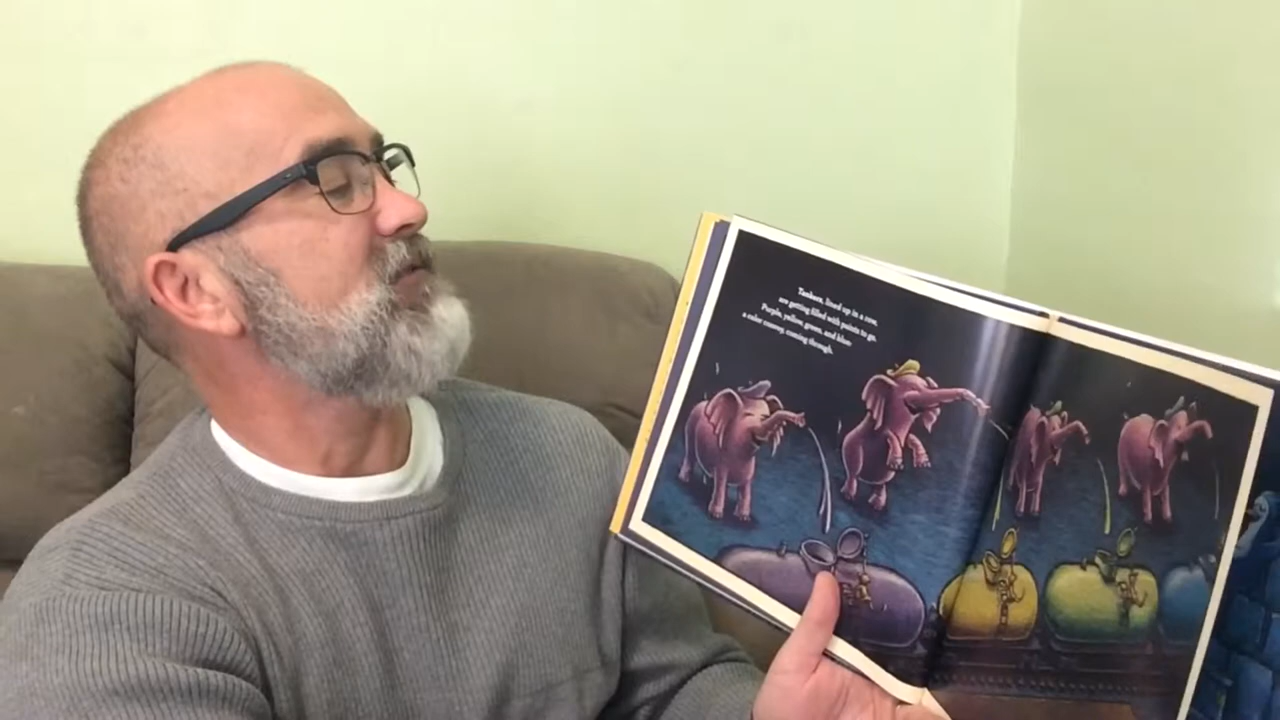 Tankers, lined up in a row,
are getting filled with paints to go.
Purple, yellow, green, and blue:
a color convoy, coming through.